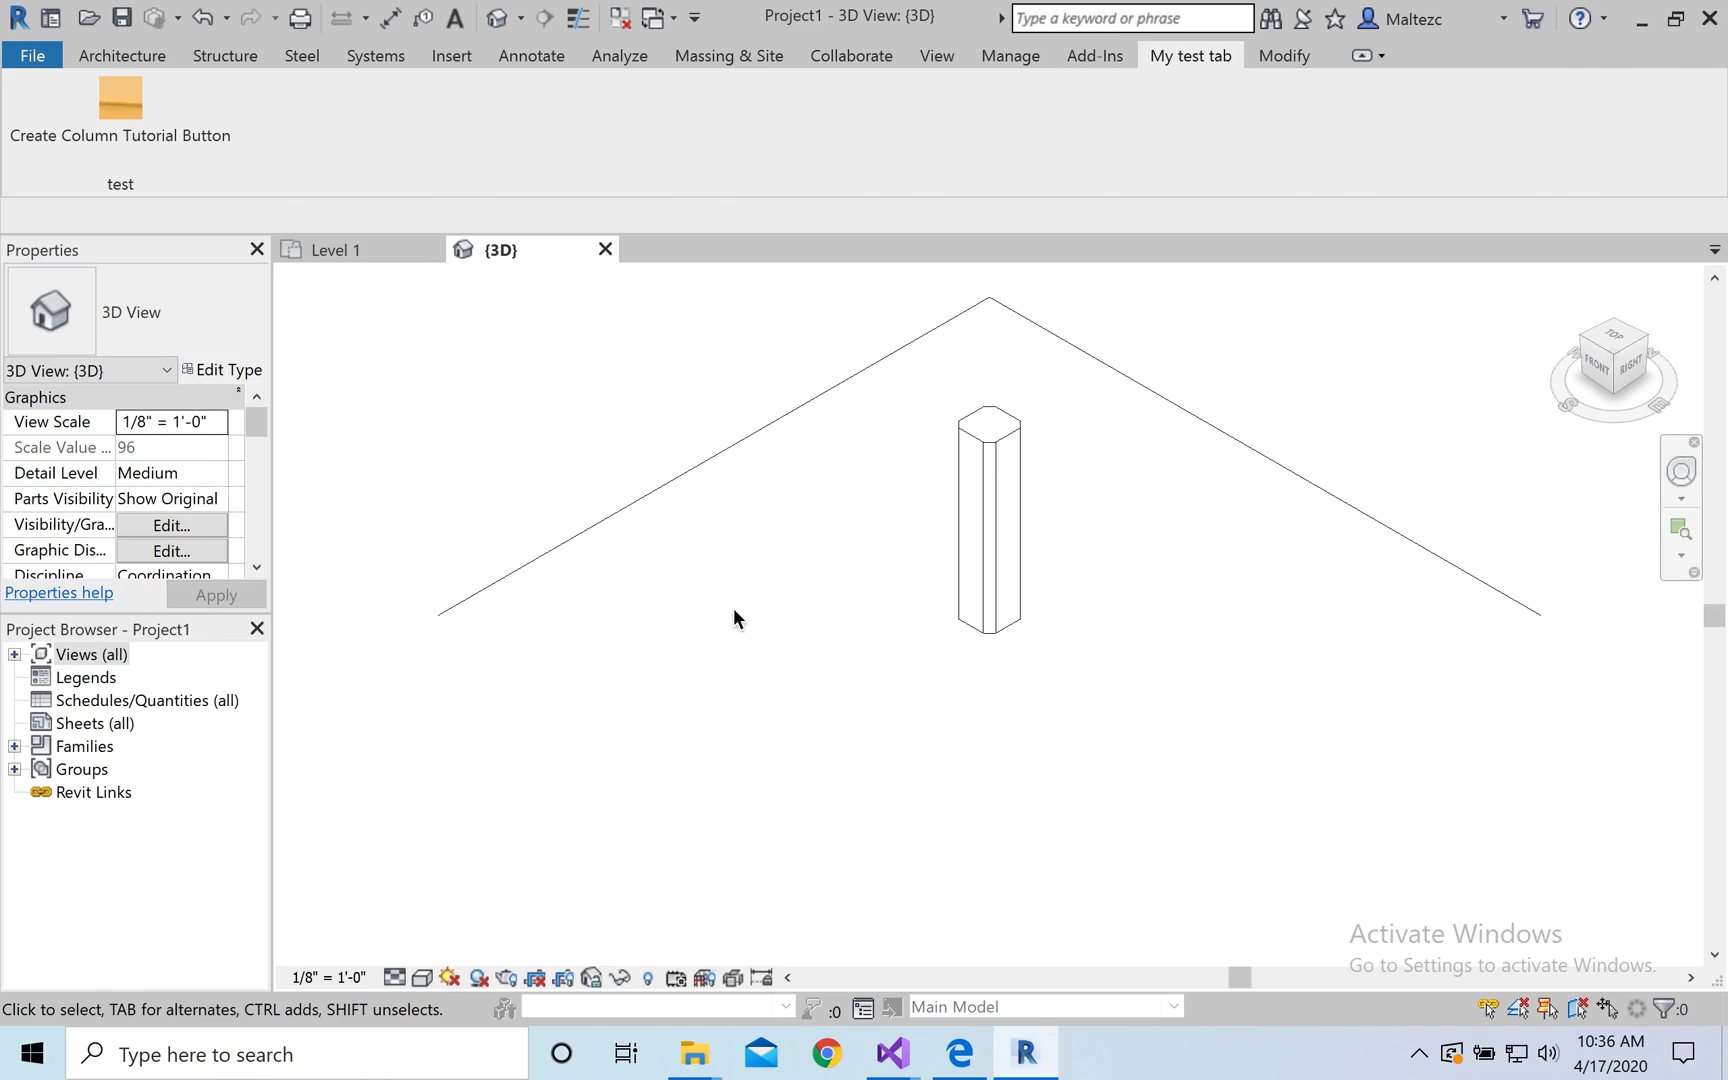 Project1 - 3D View: {3D}
Type a keyword or phrase
Maltezc
File Architecture Structure Steel Systems Insert Annotate Analyze Massing & Site Collaborate View Manage Add-Ins My test tab Modify
Create Column Tutorial Button
test
Properties
Level 1
{3D}
3D View
3D View: {3D}
Edit Type
Graphics
View Scale 1/8" = 1'-0"
Scale Value ... 96
Detail Level Medium
Parts Visibility Show Original
Visibility/Gra... Edit...
Graphic Dis... Edit...
Discipline Coordination
Properties help
Apply
Project Browser - Project1
Views (all)
Legends
Schedules/Quantities (all)
Sheets (all)
Families
Groups
Revit Links
TOP
FRONT
RIGHT
S
E
Activate Windows
Go to Settings to activate Windows.
1/8" = 1'-0"
Click to select, TAB for alternates, CTRL adds, SHIFT unselects.
:0
Main Model
:0
Type here to search
10:36 AM
4/17/2020